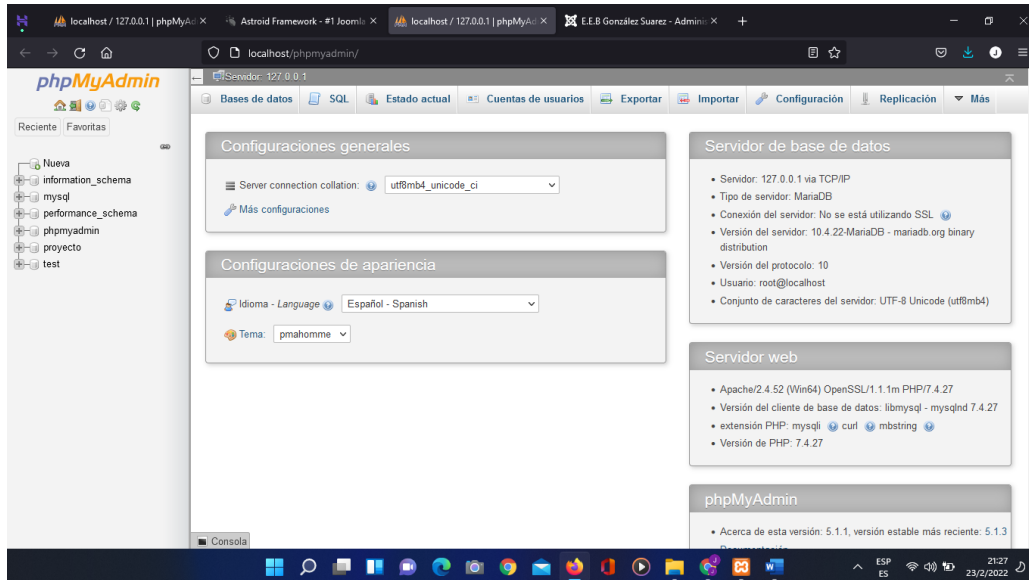 localhost / 127.0.0.1 | phpMyAd
Astroid Framework - #1 Joomla
localhost / 127.0.0.1 | phpMyAd
E.E.B González Suarez - Adminis
localhost/phpmyadmin/
phpMyAdmin
Reciente Favoritas
Nueva
information_schema
mysql
performance_schema
phpmyadmin
proyecto
test
Servidor: 127.0.0.1
Bases de datos SQL Estado actual Cuentas de usuarios Exportar Importar Configuración Replicación Más
Configuraciones generales
Server connection collation: utf8mb4_unicode_ci
Más configuraciones
Configuraciones de apariencia
Idioma - Language Español - Spanish
Tema: pmahomme
Servidor de base de datos
• Servidor: 127.0.0.1 via TCP/IP
• Tipo de servidor: MariaDB
• Conexión del servidor: No se está utilizando SSL
• Versión del servidor: 10.4.22-MariaDB - mariadb.org binary
distribution
• Versión del protocolo: 10
• Usuario: root@localhost
• Conjunto de caracteres del servidor: UTF-8 Unicode (utf8mb4)
Servidor web
• Apache/2.4.52 (Win64) OpenSSL/1.1.1m PHP/7.4.27
• Versión del cliente de base de datos: libmysql - mysqlnd 7.4.27
• extensión PHP: mysqli curl mbstring
• Versión de PHP: 7.4.27
phpMyAdmin
• Acerca de esta versión: 5.1.1, versión estable más reciente: 5.1.3
Consola
ESP
ES
21:27
23/2/2022